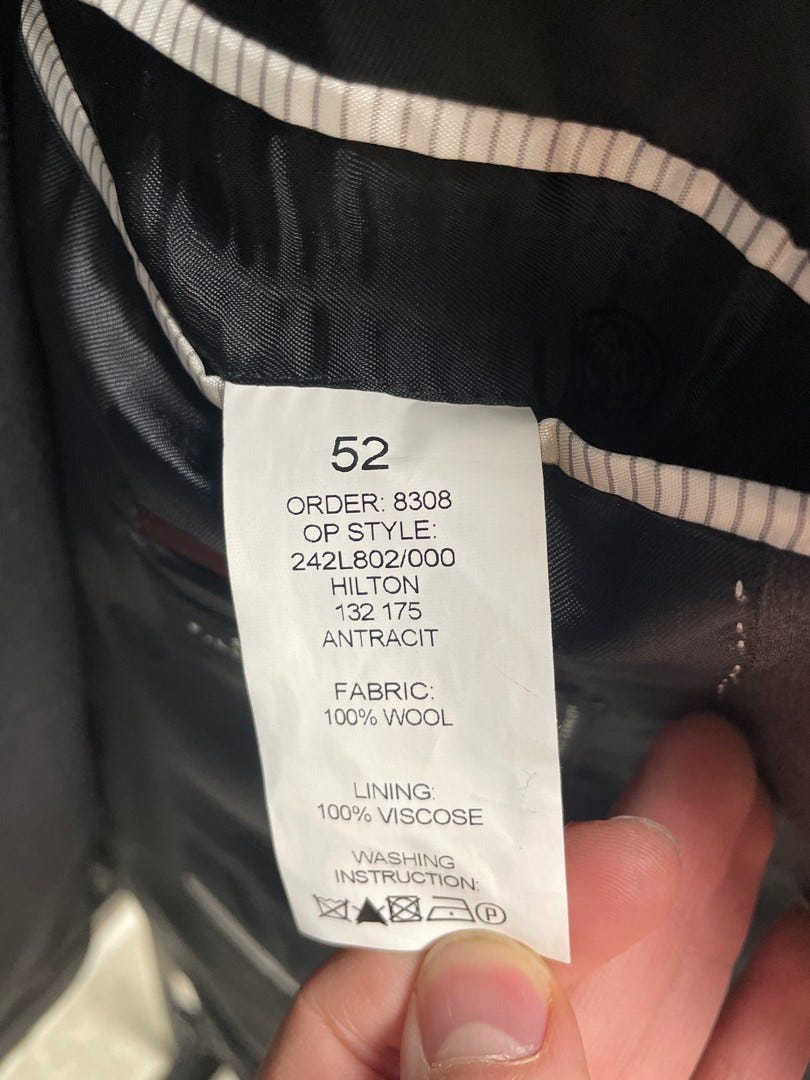 52
ORDER: 8308
OP STYLE:
242L802/000
HILTON
132 175
ANTRACIT
FABRIC:
100% WOOL
LINING:
100% VISCOSE
WASHING
INSTRUCTION:
P